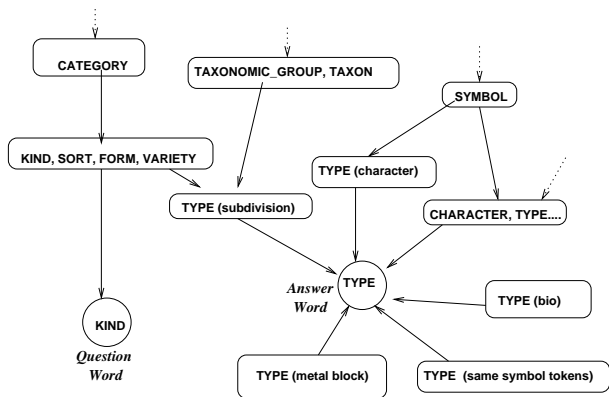 CATEGORY
TAXONOMIC_GROUP, TAXON
SYMBOL
KIND, SORT, FORM, VARIETY
TYPE (character)
TYPE (subdivision)
CHARACTER, TYPE....
Answer
Word
TYPE
TYPE (bio)
KIND
Question
Word
TYPE (metal block)
TYPE (same symbol tokens)